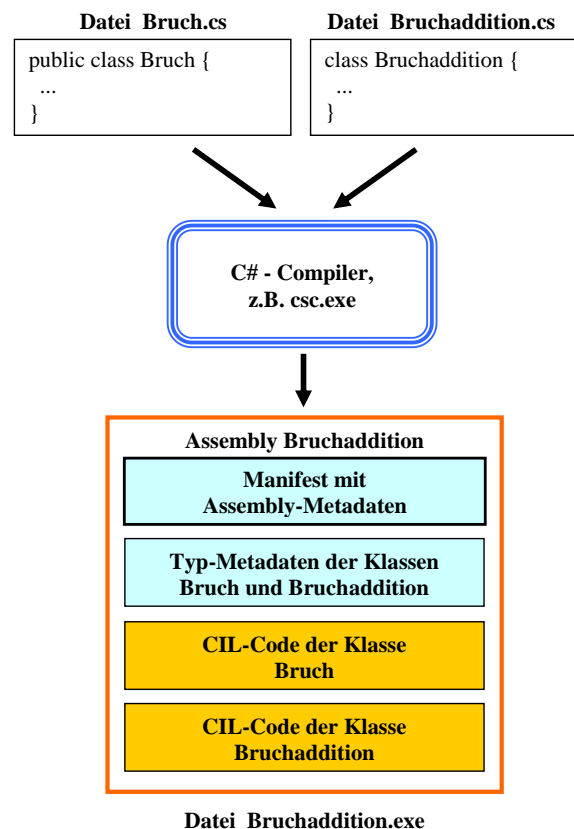 Datei Bruch.cs
public class Bruch {
...
}
Datei Bruchaddition.cs
class Bruchaddition {
...
}
C# - Compiler,
z.B. csc.exe
Assembly Bruchaddition
Manifest mit
Assembly-Metadaten
Typ-Metadaten der Klassen
Bruch und Bruchaddition
CIL-Code der Klasse
Bruch
CIL-Code der Klasse
Bruchaddition
Datei Bruchaddition.exe